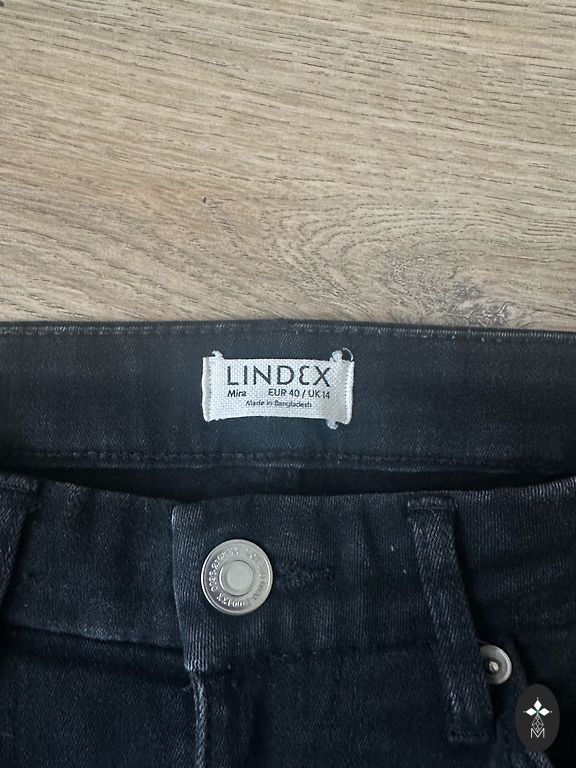 LINDEX
Mira EUR 40 / UK 14
Made in Bangladesh